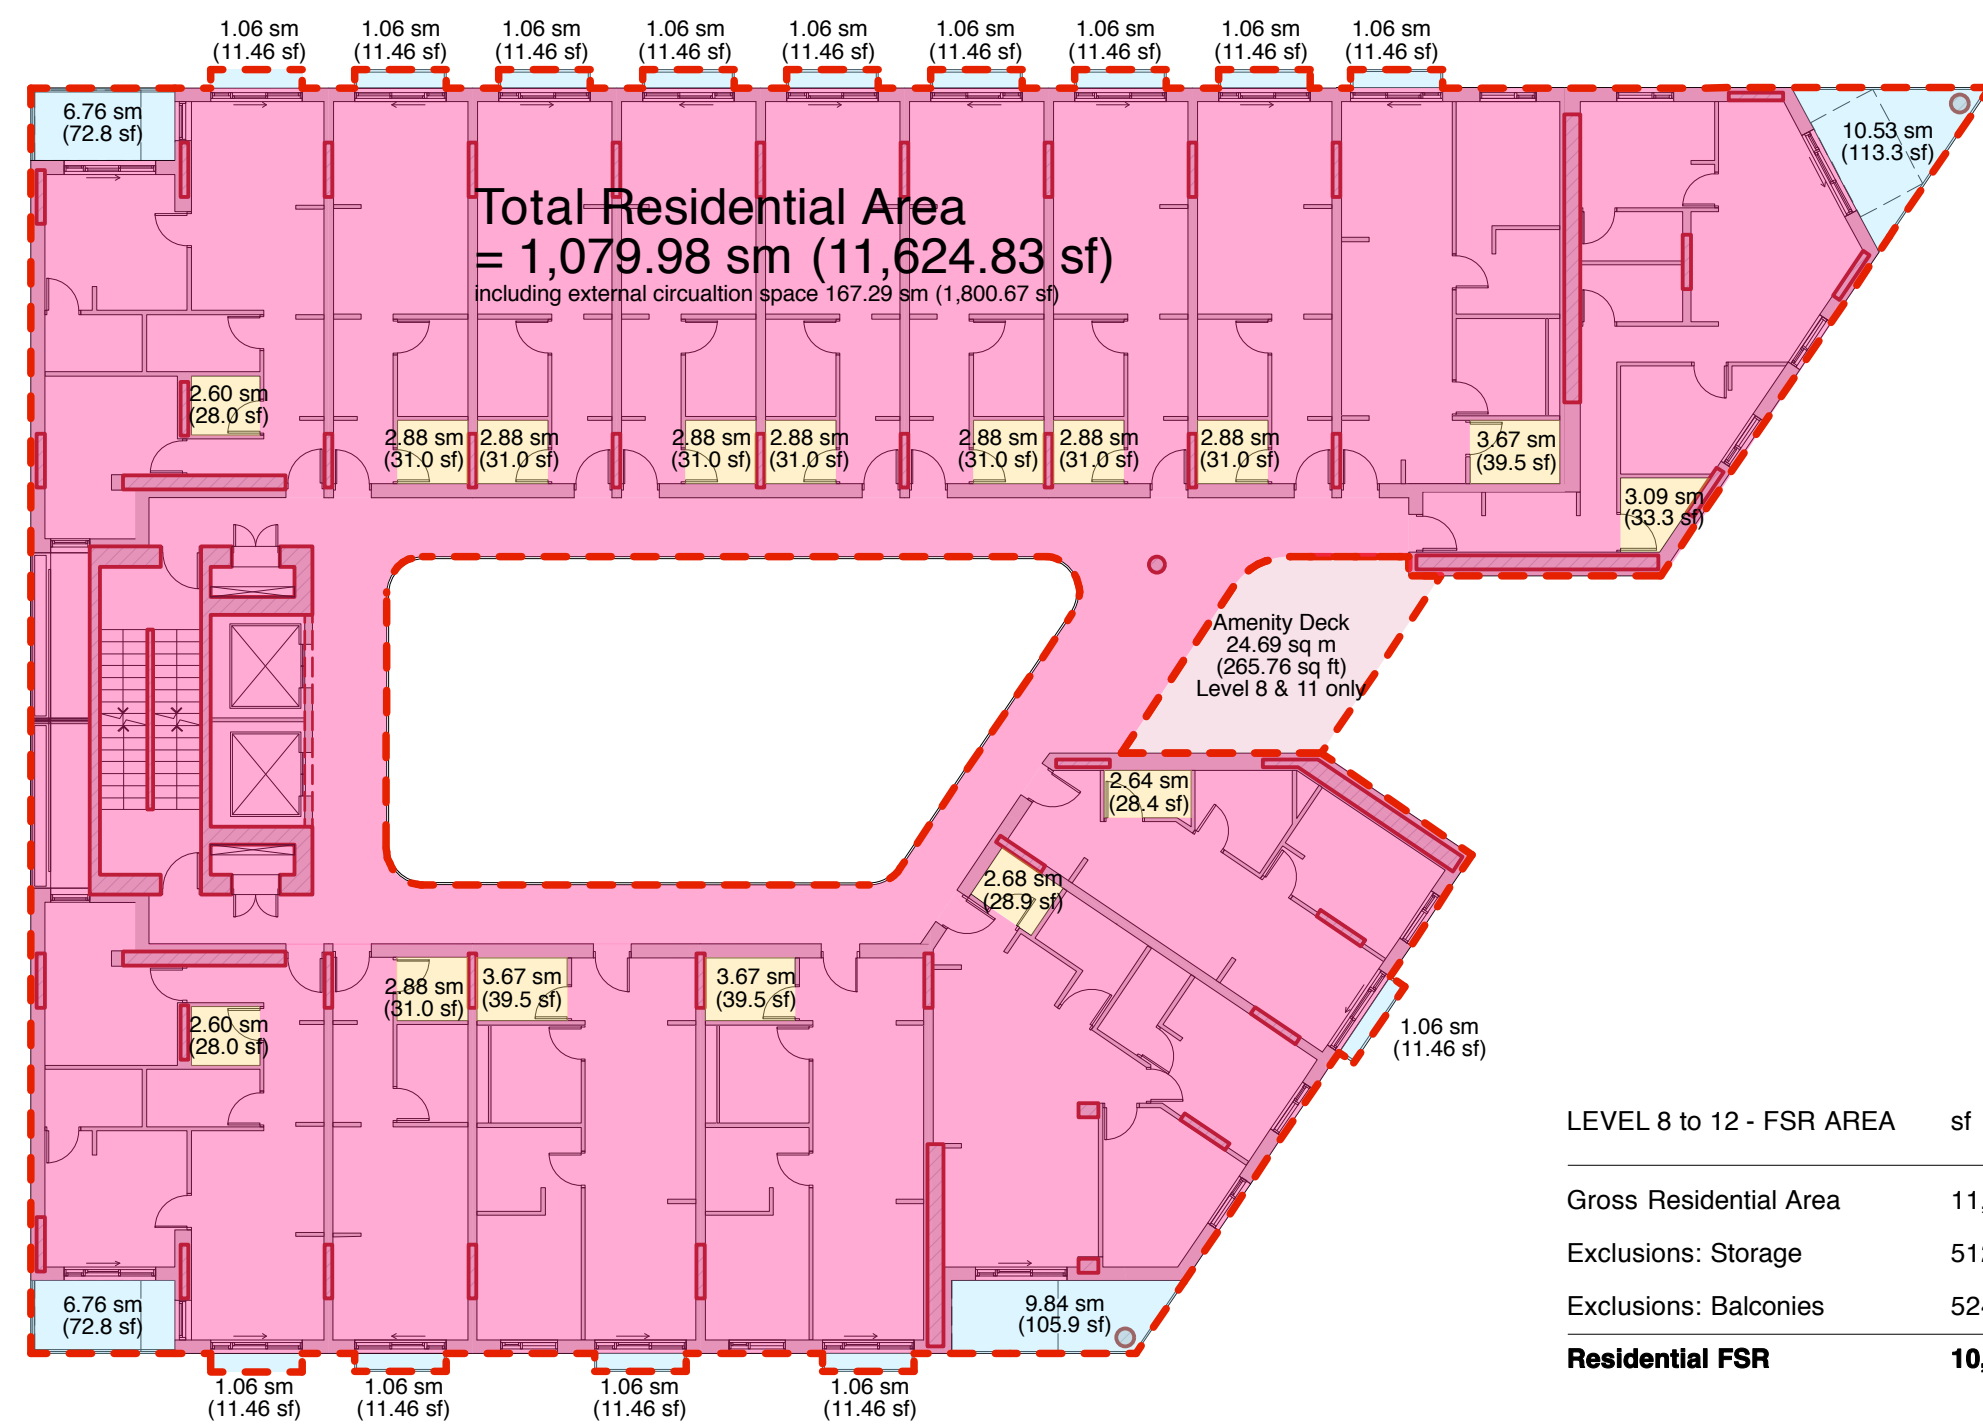 1.06 sm
(11.46 sf)
1.06 sm
(11.46 sf)
1.06 sm
(11.46 sf)
1.06 sm
(11.46 sf)
1.06 sm
(11.46 sf)
1.06 sm
(11.46 sf)
1.06 sm
(11.46 sf)
1.06 sm
(11.46 sf)
1.06 sm
(11.46 sf)
6.76 sm
(72.8 sf)
10.53 sm
(113.3 sf)
Total Residential Area
= 1,079.98 sm (11,624.83 sf)
including external circualtion space 167.29 sm (1,800.67 sf)
2.60 sm
(28.0 sf)
2.88 sm
(31.0 sf)
2.88 sm
(31.0 sf)
2.88 sm
(31.0 sf)
2.88 sm
(31.0 sf)
2.88 sm
(31.0 sf)
2.88 sm
(31.0 sf)
2.88 sm
(31.0 sf)
3.67 sm
(39.5 sf)
3.09 sm
(33.3 sf)
Amenity Deck
24.69 sq m
(265.76 sq ft)
Level 8 & 11 only
2.64 sm
(28.4 sf)
2.68 sm
(28.9 sf)
2.88 sm
(31.0 sf)
3.67 sm
(39.5 sf)
3.67 sm
(39.5 sf)
2.60 sm
(28.0 sf)
1.06 sm
(11.46 sf)
6.76 sm
(72.8 sf)
9.84 sm
(105.9 sf)
1.06 sm
(11.46 sf)
1.06 sm
(11.46 sf)
1.06 sm
(11.46 sf)
1.06 sm
(11.46 sf)
LEVEL 8 to 12 - FSR AREA sf
Gross Residential Area 11,
Exclusions: Storage 512
Exclusions: Balconies 524
Residential FSR 10,